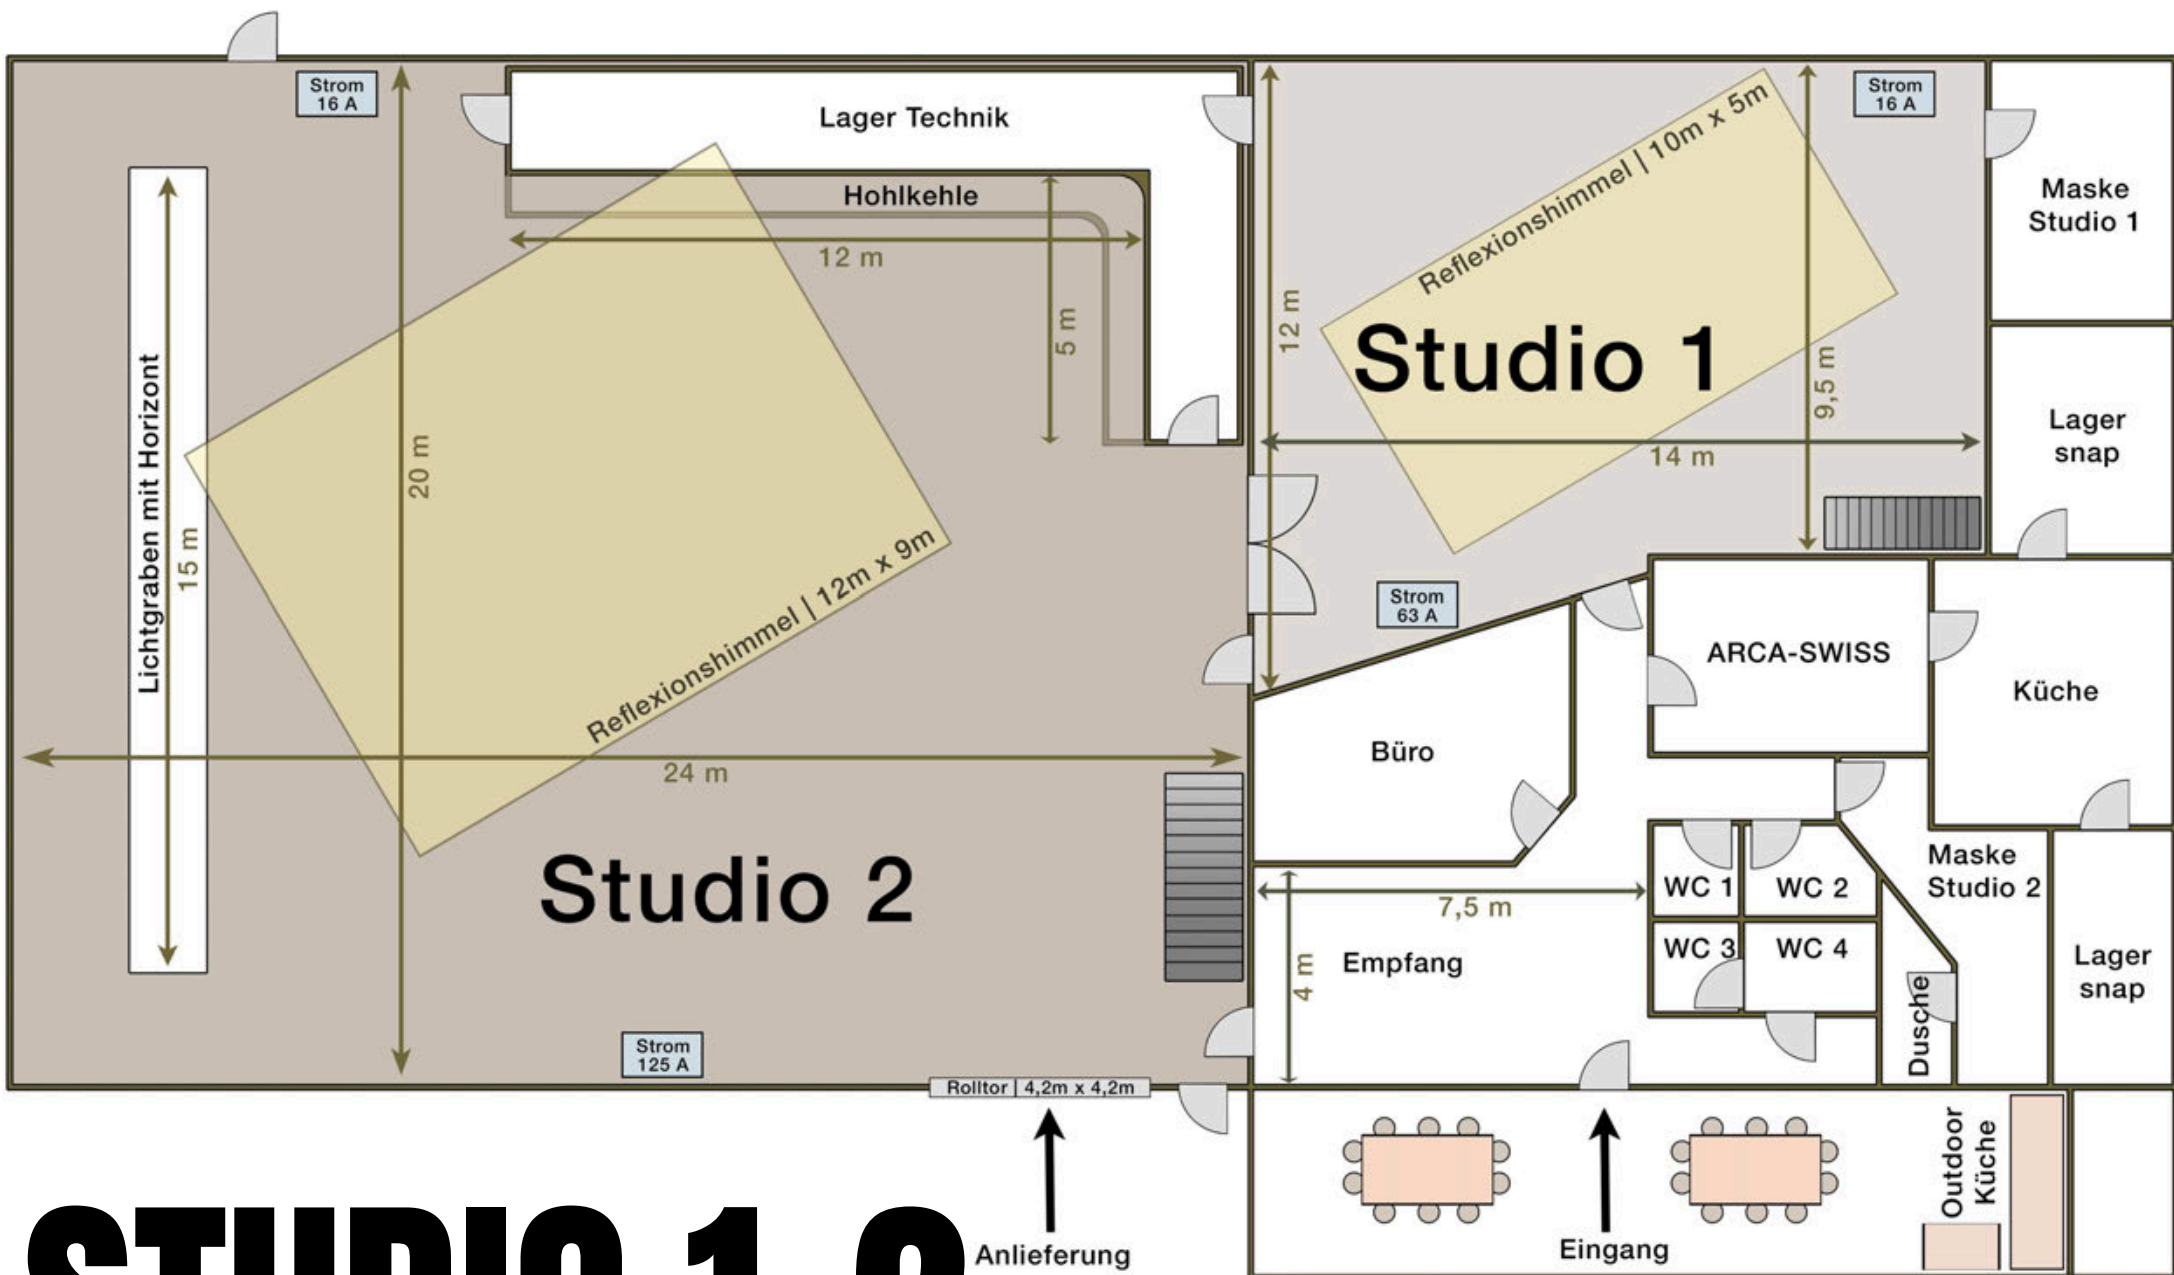 Strom
16 A
Lager Technik
Strom
16 A
Reflexionshimmel | 10m x 5m
Maske
Studio 1
Hohlkehle
12 m
5 m
12 m
Studio 1
9,5 m
14 m
Lager
snap
Lichtgraben mit Horizont
15 m
20 m
Reflexionshimmel | 12m x 9m
24 m
Strom
63 A
ARCA-SWISS
Küche
Büro
Studio 2
7,5 m
4 m
Empfang
WC 1
WC 2
WC 3
WC 4
Maske
Studio 2
Dusche
Lager
snap
Strom
125 A
Rolltor | 4,2m x 4,2m
Anlieferung
Eingang
Outdoor
Küche